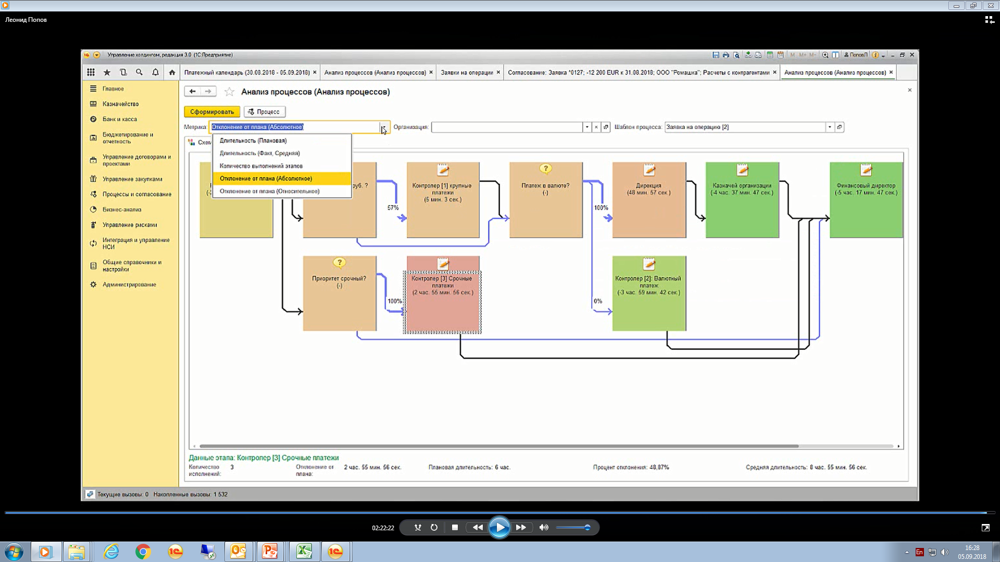 Леонид Попов
Управление холдингом, редакция 3.0 (1С:Предприятие)
M M+ M-
ПоповЛ
Платежный календарь (30.08.2018 - 05.09.2018)
Анализ процессов (Анализ процессов)
Заявки на операции
Согласование: Заявка *0127; -12 200 EUR к 31.08.2018; ООО "Ромашка"; Расчеты с контрагентами
Анализ процессов (Анализ процессов)
Главное
Казначейство
Банк и касса
Бюджетирование и
отчетность
Управление договорами и
проектами
Управление закупками
Процессы и согласование
Бизнес-анализ
Управление рисками
Интеграция и управление
НСИ
Общие справочники и
настройки
Администрирование
Анализ процессов (Анализ процессов)
Сформировать
Процесс
Метрика:
Отклонение от плана (Абсолютное)
Организация:
Шаблон процесса:
Заявка на операцию [2]
Схем
Длительность (Плановая)
Длительность (Факт, Средняя)
Количество выполнений этапов
Отклонение от плана (Абсолютное)
Отклонение от плана (Относительное)
руб. ?
57%
Контролер [1] крупные
платежи
(5 мин. 3 сек.)
Платеж в валюте?
(-)
100%
Дирекция
(48 мин. 57 сек.)
Казначей организации
(-4 час. 37 мин. 47 сек.)
Финансовый директор
(-5 час. 17 мин. 47 сек.)
Приоритет срочный?
(-)
100%
Контролер [3] Срочные
платежи
(2 час. 55 мин. 56 сек.)
0%
Контролер [2]: Валютный
платеж
(-3 час. 59 мин. 42 сек.)
Данные этапа: Контролер [3] Срочные платежи
Количество
исполнений:
3
Отклонение от
плана:
2 час. 55 мин. 56 сек.
Плановая длительность: 6 час.
Процент отклонения: 48,87%
Средняя длительность: 8 час. 55 мин. 56 сек.
Текущие вызовы: 0 Накопленные вызовы: 1 532
02:22:22
En
16:28
05.09.2018